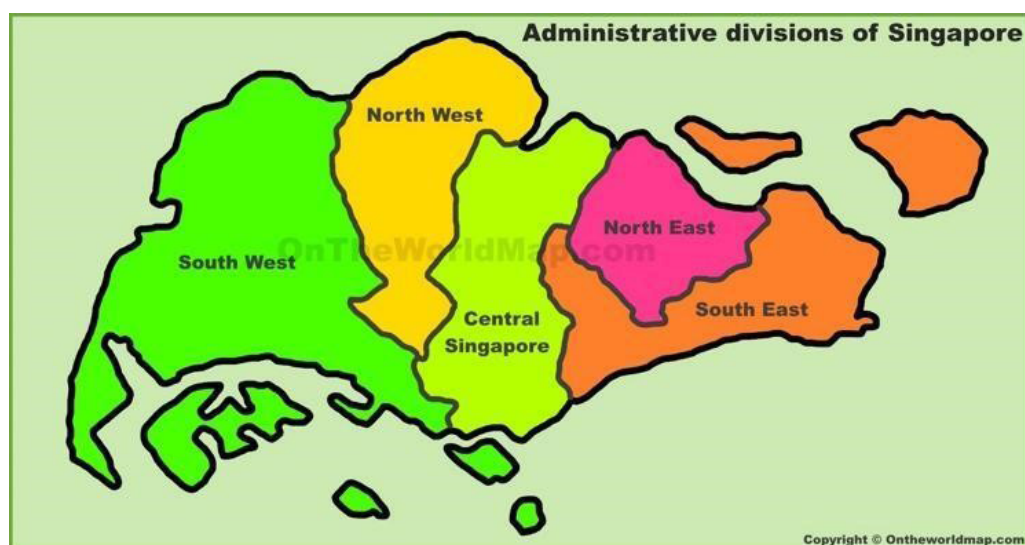 Administrative divisions of Singapore
North West
North East
OnTheWorldMap.com
South West
South East
Central
Singapore
Copyright © Ontheworldmap.com